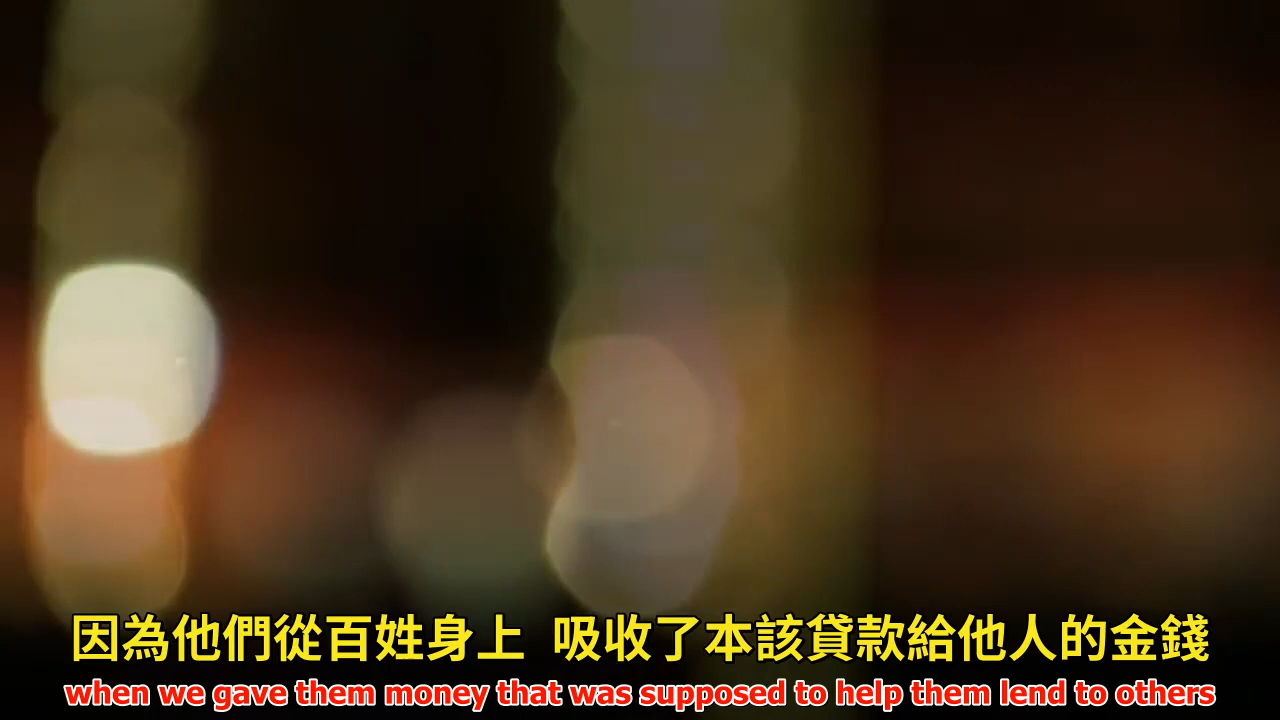 因為他們從百姓身上 吸收了本該貸款給他人的金錢
when we gave them money that was supposed to help them lend to others